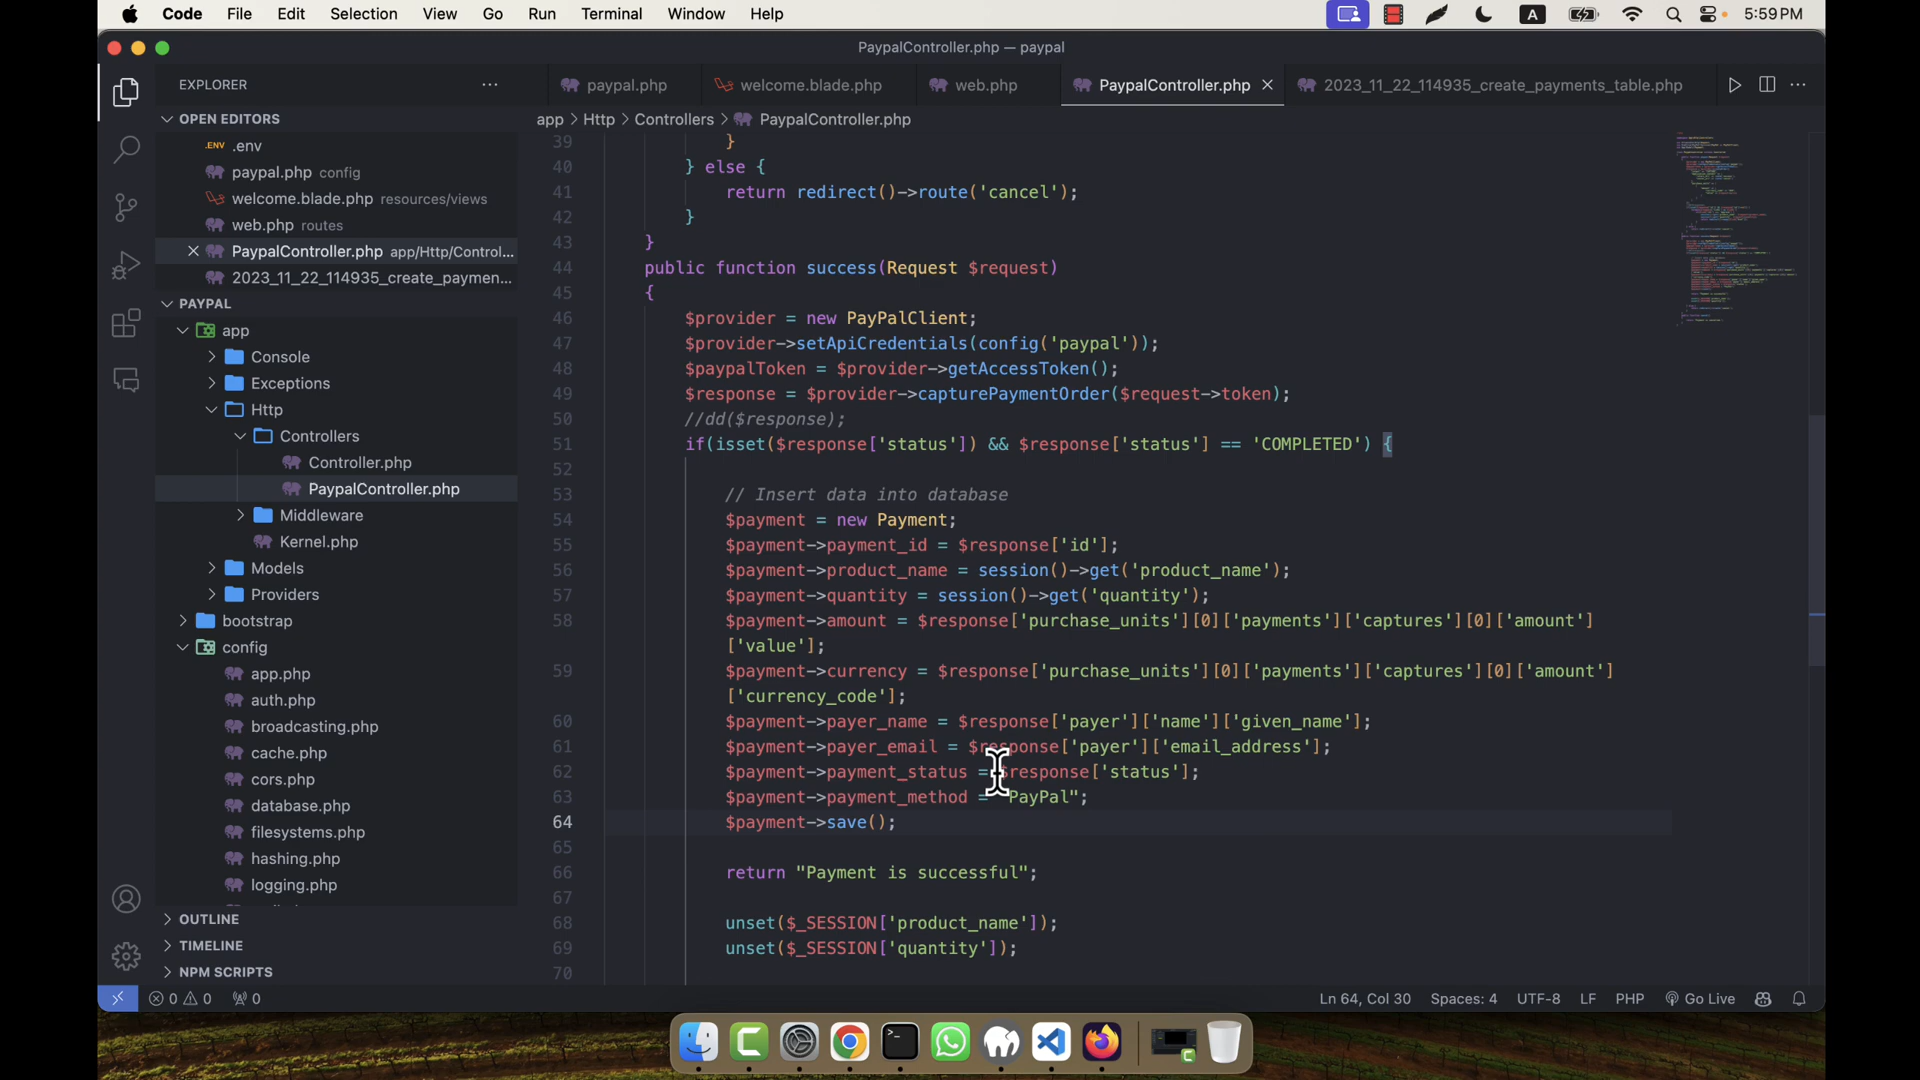 Code File Edit Selection View Go Run Terminal Window Help A 5:59 PM
PaypalController.php — paypal
EXPLORER
paypal.php welcome.blade.php web.php PaypalController.php 2023_11_22_114935_create_payments_table.php
app > Http > Controllers > PaypalController.php
OPEN EDITORS
.ENV .env
paypal.php config
welcome.blade.php resources/views
web.php routes
PaypalController.php app/Http/Control...
2023_11_22_114935_create_paymen...
PAYPAL
app
Console
Exceptions
Http
Controllers
Controller.php
PaypalController.php
Middleware
Kernel.php
Models
Providers
bootstrap
config
app.php
auth.php
broadcasting.php
cache.php
cors.php
database.php
filesystems.php
hashing.php
logging.php
OUTLINE
TIMELINE
NPM SCRIPTS
39 }
40 } else {
41 return redirect()->route('cancel');
42 }
43 }
44 public function success(Request $request)
45 {
46 $provider = new PayPalClient;
47 $provider->setApiCredentials(config('paypal'));
48 $paypalToken = $provider->getAccessToken();
49 $response = $provider->capturePaymentOrder($request->token);
50 //dd($response);
51 if(isset($response['status']) && $response['status'] == 'COMPLETED') {
52
53 // Insert data into database
54 $payment = new Payment;
55 $payment->payment_id = $response['id'];
56 $payment->product_name = session()->get('product_name');
57 $payment->quantity = session()->get('quantity');
58 $payment->amount = $response['purchase_units'][0]['payments']['captures'][0]['amount']
['value'];
59 $payment->currency = $response['purchase_units'][0]['payments']['captures'][0]['amount']
['currency_code'];
60 $payment->payer_name = $response['payer']['name']['given_name'];
61 $payment->payer_email = $response['payer']['email_address'];
62 $payment->payment_status = $response['status'];
63 $payment->payment_method = "PayPal";
64 $payment->save();
65
66 return "Payment is successful";
67
68 unset($_SESSION['product_name']);
69 unset($_SESSION['quantity']);
70
0 0 0 Ln 64, Col 30 Spaces: 4 UTF-8 LF PHP Go Live